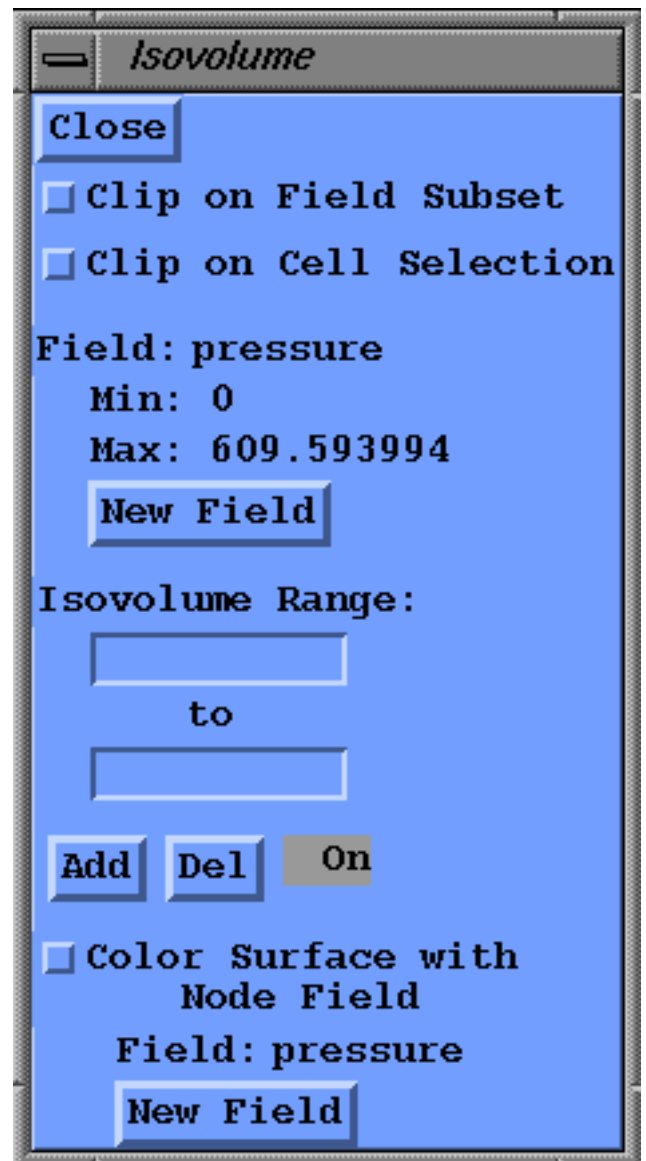 Isovolume
Close
Clip on Field Subset
Clip on Cell Selection
Field: pressure
Min: 0
Max: 609.593994
New Field
Isovolume Range:
to
Add Del On
Color Surface with
Node Field
Field: pressure
New Field